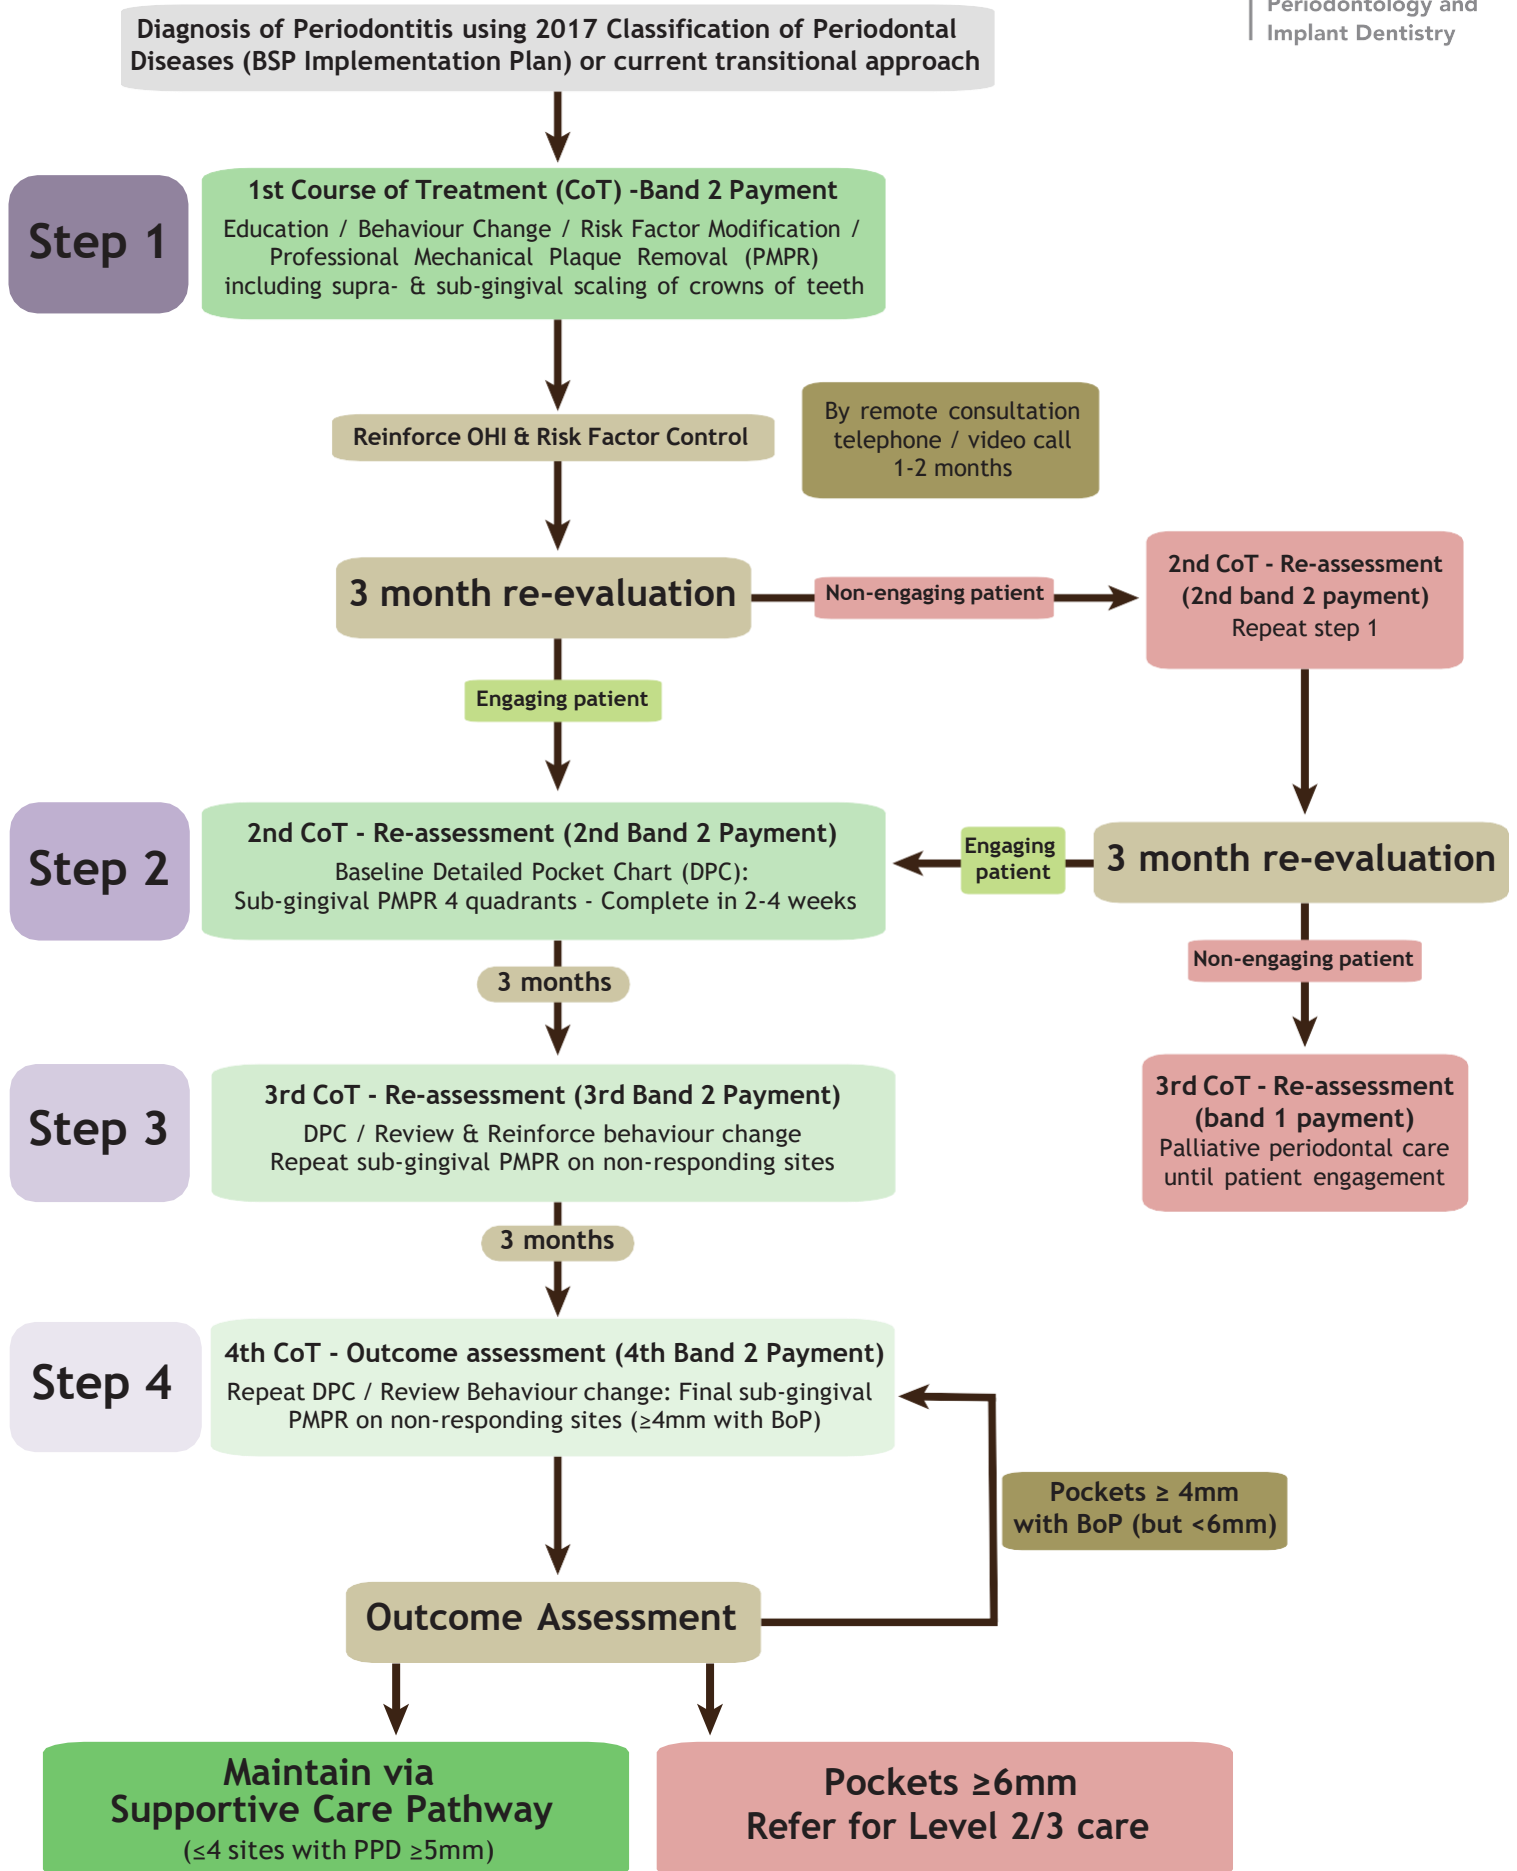 Periodontology and
Implant Dentistry
Diagnosis of Periodontitis using 2017 Classification of Periodontal
Diseases (BSP Implementation Plan) or current transitional approach
Step 1
1st Course of Treatment (CoT) -Band 2 Payment
Education / Behaviour Change / Risk Factor Modification /
Professional Mechanical Plaque Removal (PMPR)
including supra- & sub-gingival scaling of crowns of teeth
Reinforce OHI & Risk Factor Control
By remote consultation
telephone / video call
1-2 months
3 month re-evaluation
Non-engaging patient
2nd CoT - Re-assessment
(2nd band 2 payment)
Repeat step 1
Engaging patient
Step 2
2nd CoT - Re-assessment (2nd Band 2 Payment)
Baseline Detailed Pocket Chart (DPC):
Sub-gingival PMPR 4 quadrants - Complete in 2-4 weeks
Engaging
patient
3 month re-evaluation
Non-engaging patient
3 months
Step 3
3rd CoT - Re-assessment (3rd Band 2 Payment)
DPC / Review & Reinforce behaviour change
Repeat sub-gingival PMPR on non-responding sites
3rd CoT - Re-assessment
(band 1 payment)
Palliative periodontal care
until patient engagement
3 months
Step 4
4th CoT - Outcome assessment (4th Band 2 Payment)
Repeat DPC / Review Behaviour change: Final sub-gingival
PMPR on non-responding sites (≥4mm with BoP)
Pockets ≥ 4mm
with BoP (but <6mm)
Outcome Assessment
Maintain via
Supportive Care Pathway
(≤4 sites with PPD ≥5mm)
Pockets ≥6mm
Refer for Level 2/3 care